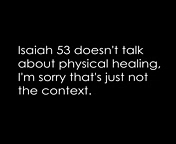 Isaiah 53 doesn't talk
about physical healing,
I'm sorry that's just not
the context.